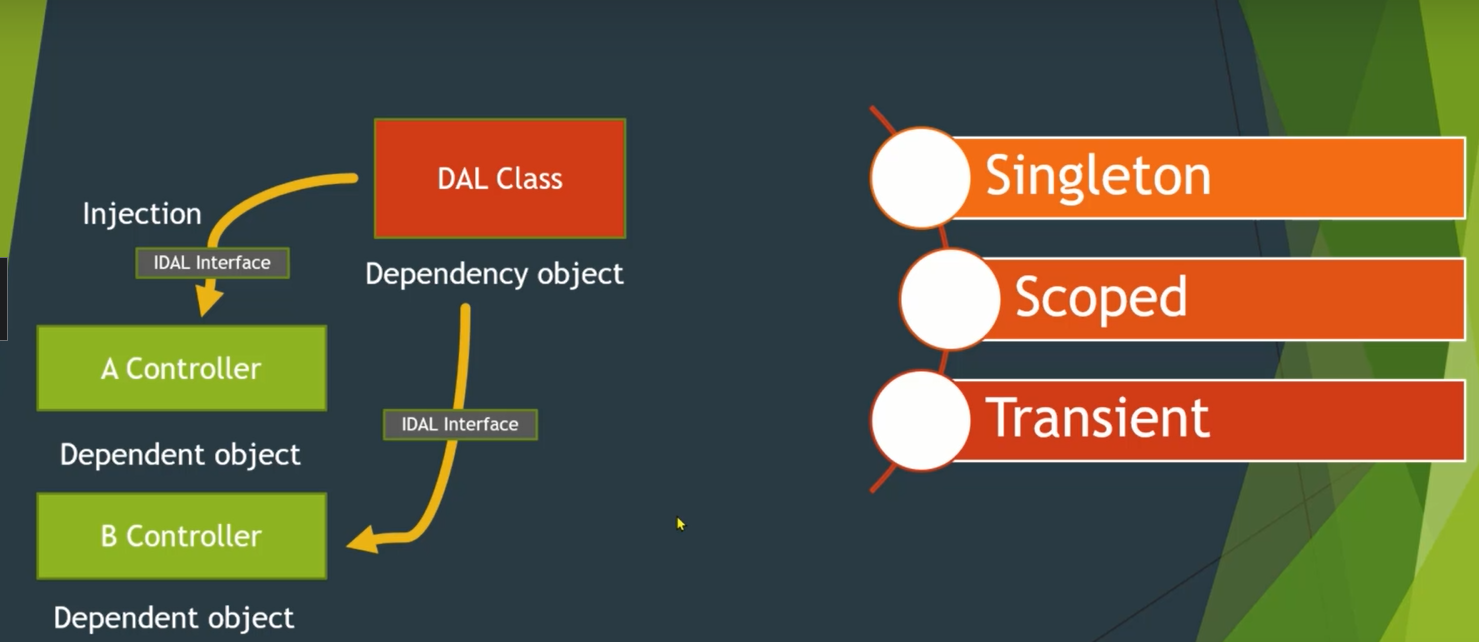 DAL Class
Injection
IDAL Interface
Dependency object
A Controller
IDAL Interface
Dependent object
B Controller
Dependent object
Singleton
Scoped
Transient